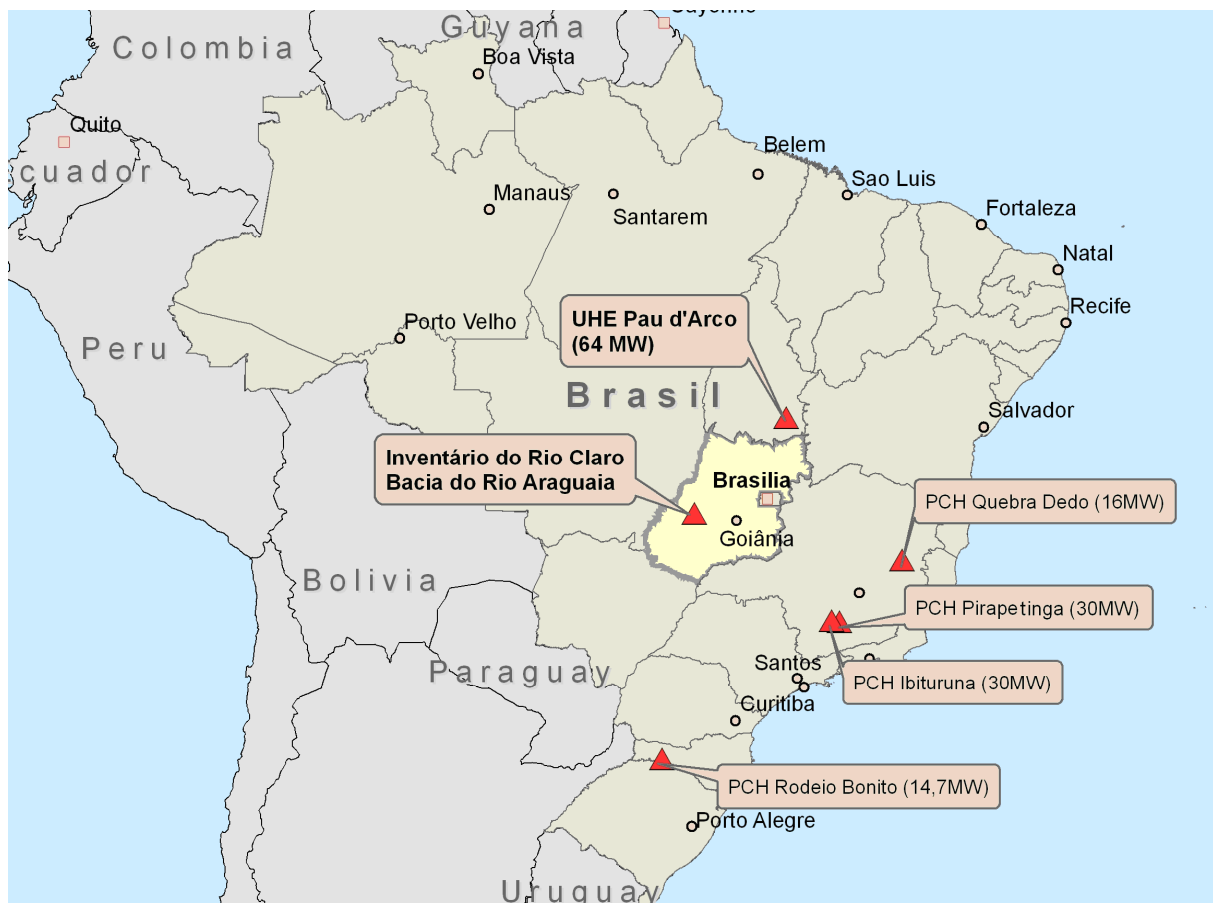 Cayenne
Guyana
Colombia
Boa Vista
Quito
Belem
cuador
Manaus
Sao Luis
Santarem
Fortaleza
Natal
Recife
UHE Pau d'Arco
(64 MW)
Porto Velho
Peru
Brasil
Salvador
Inventário do Rio Claro
Bacia do Rio Araguaia
Brasilia
PCH Quebra Dedo (16MW)
Goiânia
Bolivia
PCH Pirapetinga (30MW)
Santos
Paraguay
PCH Ibituruna (30MW)
Curitiba
PCH Rodeio Bonito (14,7MW)
Porto Alegre
Uruguay